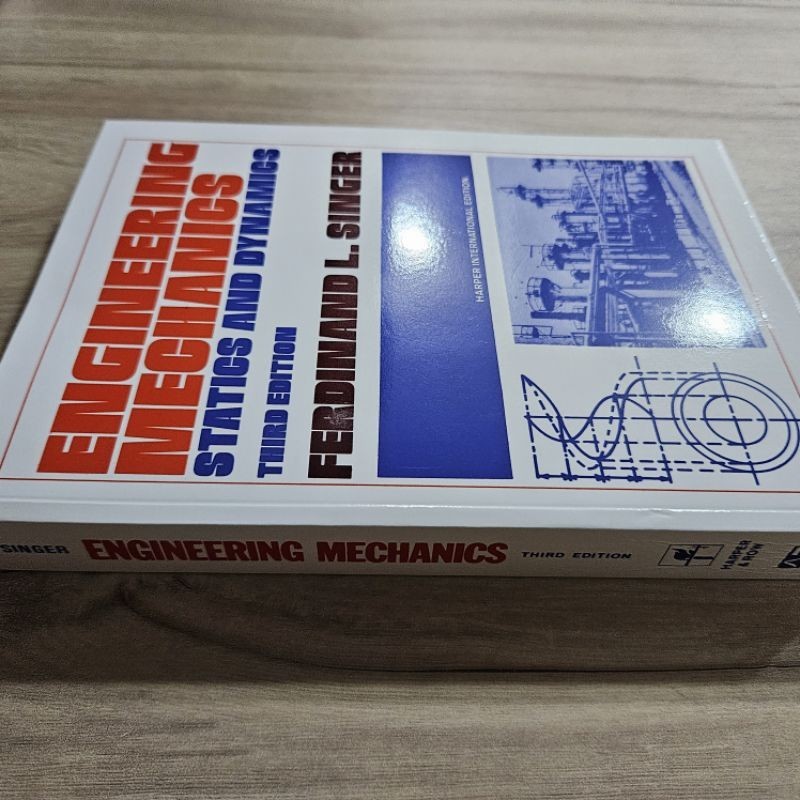 ENGINEERING
MECHANICS
STATICS AND DYNAMICS
THIRD EDITION
FERDINAND L. SINGER
HARPER INTERNATIONAL EDITION
SINGER ENGINEERING MECHANICS THIRD EDITION
HARPER
& ROW